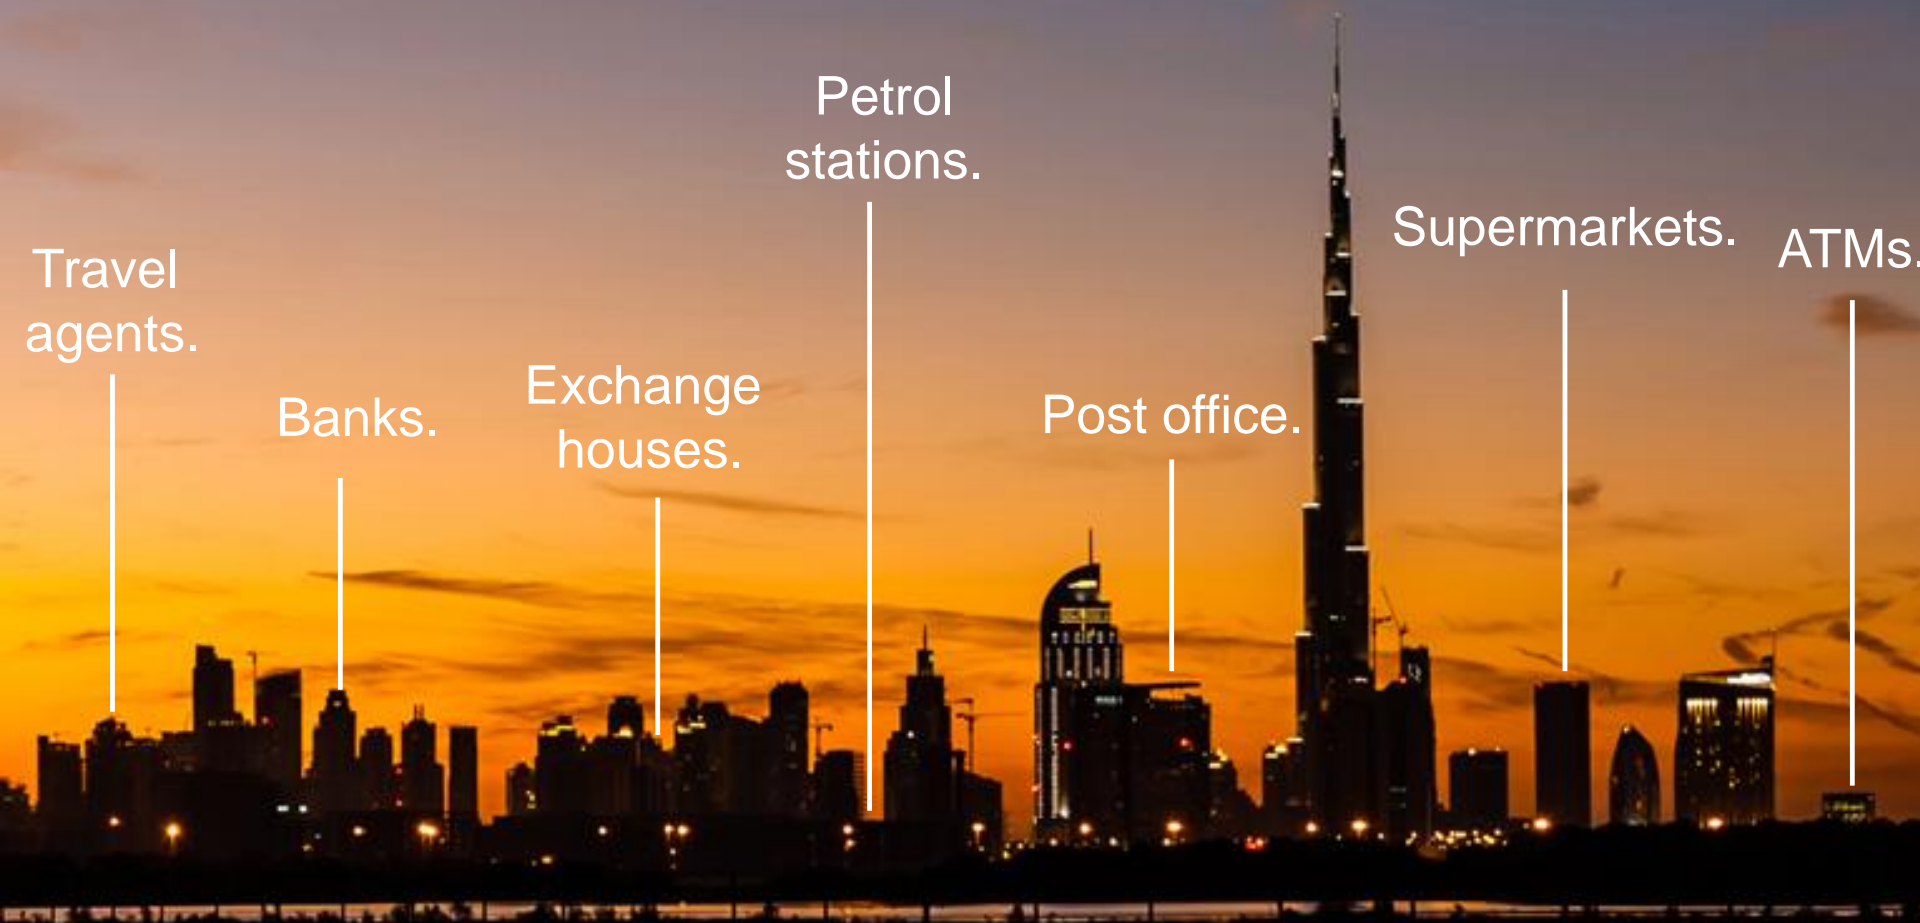 Travel
agents.
Banks.
Exchange
houses.
Petrol
stations.
Post office.
Supermarkets.
ATMs.